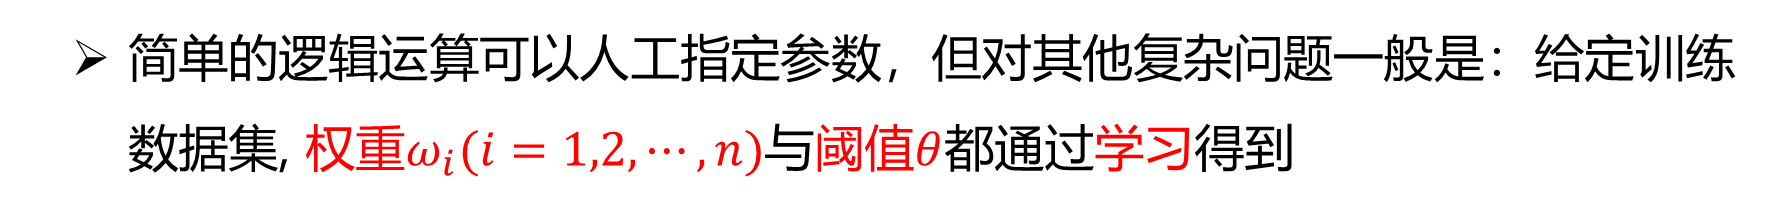 ➢ 简单的逻辑运算可以人工指定参数，但对其他复杂问题一般是：给定训练
数据集, 权重ω_i(i = 1,2,⋯,n)与阈值θ都通过学习得到